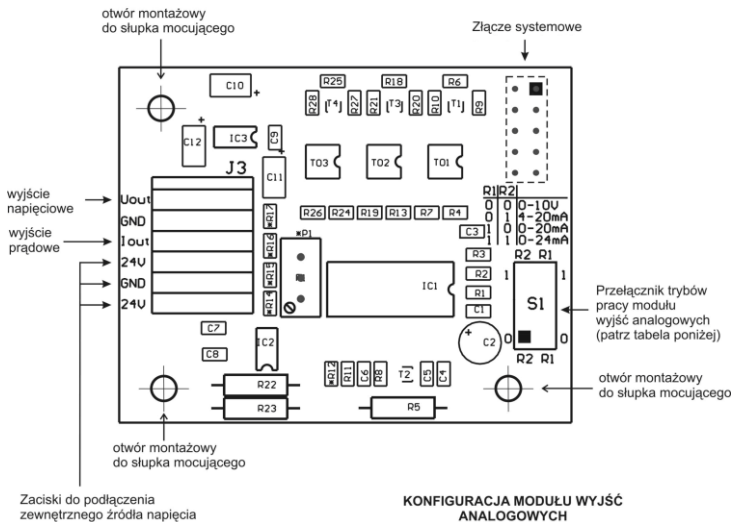 otwór montażowy
do słupka mocującego
Złącze systemowe
C10
R25
R18
R6
R28
T4
R27
R21
T3
R20
R10
T1
R9
C12
IC3
C9
C11
TO3
TO2
TO1
J3
wyjście
napięciowe
Uout
GND
wyjście
prądowe
Iout
24V
GND
24V
*R17
*R16
*R15
*R14
R26
R24
R19
R13
R7
R4
*P1
C3
R3
R2
R1
C1
IC1
R1 R2
0 0 0-10V
0 1 4-20mA
1 0 0-20mA
1 1 0-24mA
R2 R1
1 1
S1
0 0
R2 R1
Przełącznik trybów
pracy modułu
wyjść analogowych
(patrz tabela poniżej)
C7
C8
IC2
C2
*R12
R11
C6
R8
T2
C5
C4
R22
R23
R5
otwór montażowy
do słupka mocującego
otwór montażowy
do słupka mocującego
Zaciski do podłączenia
zewnętrznego źródła napięcia
KONFIGURACJA MODUŁU WYJŚĆ
ANALOGOWYCH